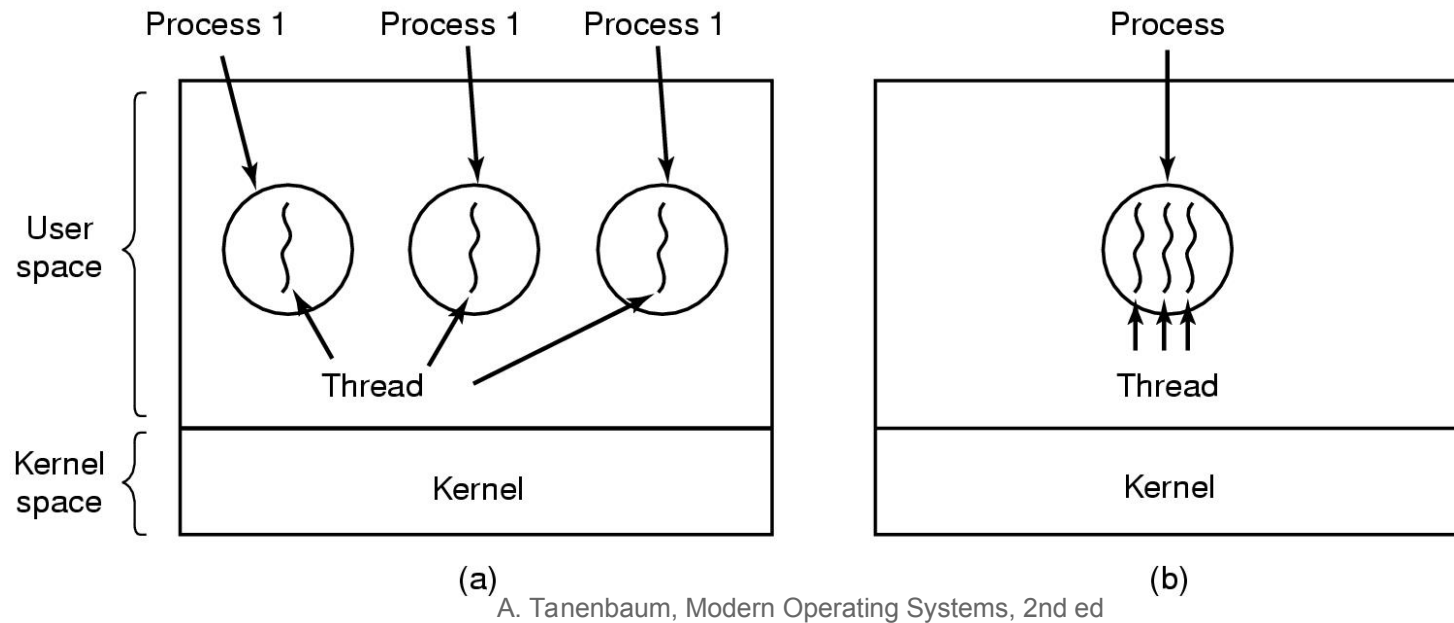 Process 1
Process 1
Process 1
Process
User
space
Thread
Thread
Kernel
space
Kernel
Kernel
(a)
(b)
A. Tanenbaum, Modern Operating Systems, 2nd ed